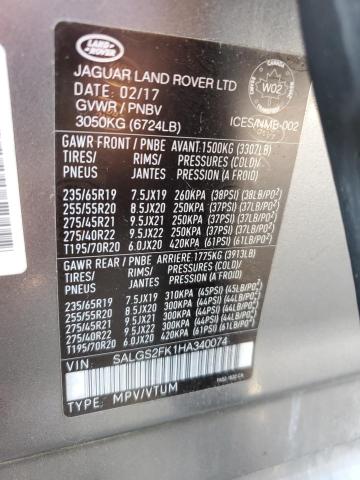 LAND
ROVER
JAGUAR LAND ROVER LTD
DATE: 02/17
GVWR / PNBV
3050KG (6724LB)
W02
ICES/NMB-002
GAWR FRONT / PNBE AVANT:1500KG (3307LB)
TIRES/ RIMS/ PRESSURES (COLD)/
PNEUS JANTES PRESSION (A FROID)
235/65R19 7.5JX19 260KPA (38PSI) (38LB/PO²)
255/55R20 8.5JX20 250KPA (37PSI) (37LB/PO²)
275/45R21 9.5JX21 250KPA (37PSI) (37LB/PO²)
275/40R22 9.5JX22 250KPA (37PSI) (37LB/PO²)
T195/70R20 6.0JX20 420KPA (61PSI) (61LB/PO²)
GAWR REAR / PNBE ARRIERE:1775KG (3913LB)
TIRES/ RIMS/ PRESSURES (COLD)/
PNEUS JANTES PRESSION (A FROID)
235/65R19 7.5JX19 310KPA (45PSI) (45LB/PO²)
255/55R20 8.5JX20 300KPA (44PSI) (44LB/PO²)
275/45R21 9.5JX21 300KPA (44PSI) (44LB/PO²)
275/40R22 9.5JX22 300KPA (44PSI) (44LB/PO²)
T195/70R20 6.0JX20 420KPA (61PSI) (61LB/PO²)
VIN: SALGS2FK1HA340074
TYPE: MPV/VTUM